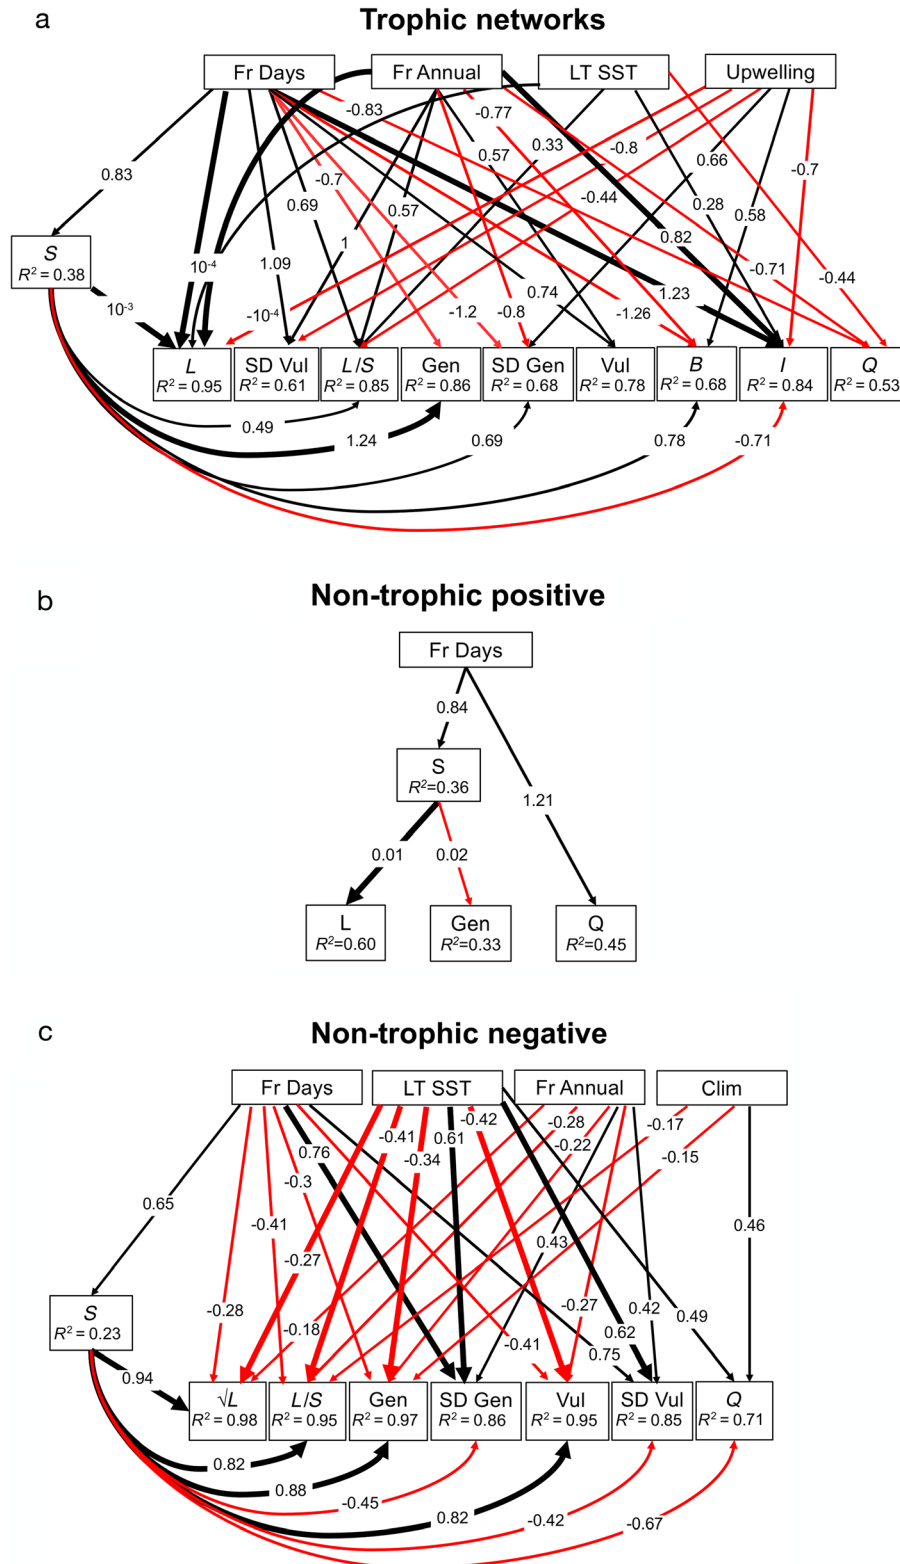 a
Trophic networks
Fr Days
Fr Annual
LT SST
Upwelling
-0.83
-0.77
0.33
-0.8
0.57
0.66
-0.7
0.83
-0.7
0.69
0.57
-0.44
0.28
0.58
1
0.82
S
R² = 0.38
10⁻⁴
1.09
-0.71
-0.44
0.74
1.23
10⁻³
-10⁻⁴
-1.2
-0.8
-1.26
L
R² = 0.95
SD Vul
R² = 0.61
L/S
R² = 0.85
Gen
R² = 0.86
SD Gen
R² = 0.68
Vul
R² = 0.78
B
R² = 0.68
I
R² = 0.84
Q
R² = 0.53
0.49
1.24
0.69
0.78
-0.71
b
Non-trophic positive
Fr Days
0.84
S
R²=0.36
1.21
0.01
0.02
L
R²=0.60
Gen
R²=0.33
Q
R²=0.45
c
Non-trophic negative
Fr Days
LT SST
Fr Annual
Clim
-0.42
-0.28
-0.17
-0.41
0.61
-0.22
0.76
-0.34
-0.15
-0.3
0.65
-0.41
0.46
0.43
-0.27
S
R² = 0.23
-0.28
-0.18
-0.27
0.42
0.49
0.62
-0.41
0.75
0.94
√L
R² = 0.98
L/S
R² = 0.95
Gen
R² = 0.97
SD Gen
R² = 0.86
Vul
R² = 0.95
SD Vul
R² = 0.85
Q
R² = 0.71
0.82
0.88
-0.45
0.82
-0.42
-0.67